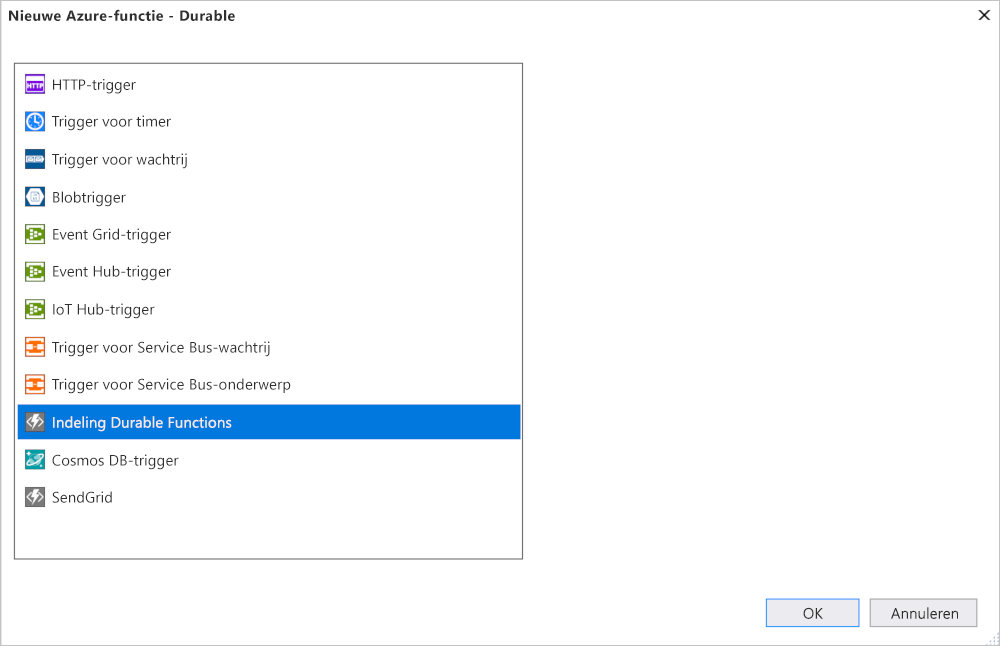 Nieuwe Azure-functie - Durable
HTTP HTTP-trigger
Trigger voor timer
Trigger voor wachtrij
Blobtrigger
Event Grid-trigger
Event Hub-trigger
IoT Hub-trigger
Trigger voor Service Bus-wachtrij
Trigger voor Service Bus-onderwerp
Indeling Durable Functions
Cosmos DB-trigger
SendGrid
OK Annuleren